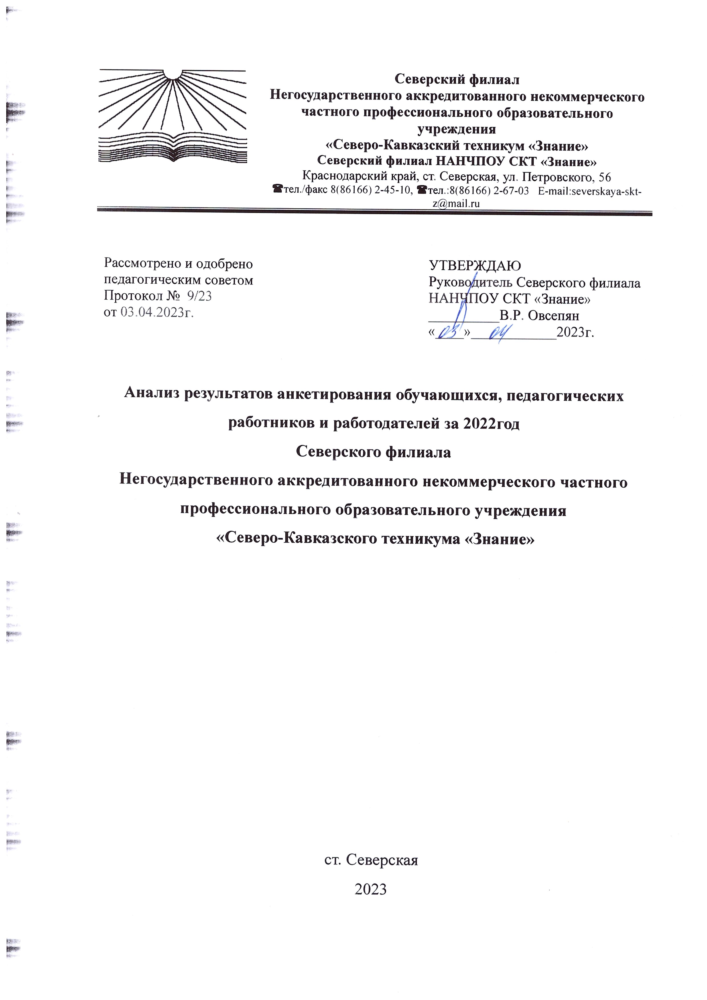 Северский филиал
Негосударственного аккредитованного некоммерческого
частного профессионального образовательного
учреждения
«Северо-Кавказский техникум «Знание»
Северский филиал НАНЧПОУ СКТ «Знание»
Краснодарский край, ст. Северская, ул. Петровского, 56
☎тел./факс 8(86166) 2-45-10, ☎тел.:8(86166) 2-67-03 E-mail:severskaya-skt-
z@mail.ru
Рассмотрено и одобрено
педагогическим советом
Протокол № 9/23
от 03.04.2023г.
УТВЕРЖДАЮ
Руководитель Северского филиала
НАНЧПОУ СКТ «Знание»
__________В.Р. Овсепян
«03» 04 2023г.
Анализ результатов анкетирования обучающихся, педагогических
работников и работодателей за 2022год
Северского филиала
Негосударственного аккредитованного некоммерческого частного
профессионального образовательного учреждения
«Северо-Кавказского техникума «Знание»
ст. Северская
2023